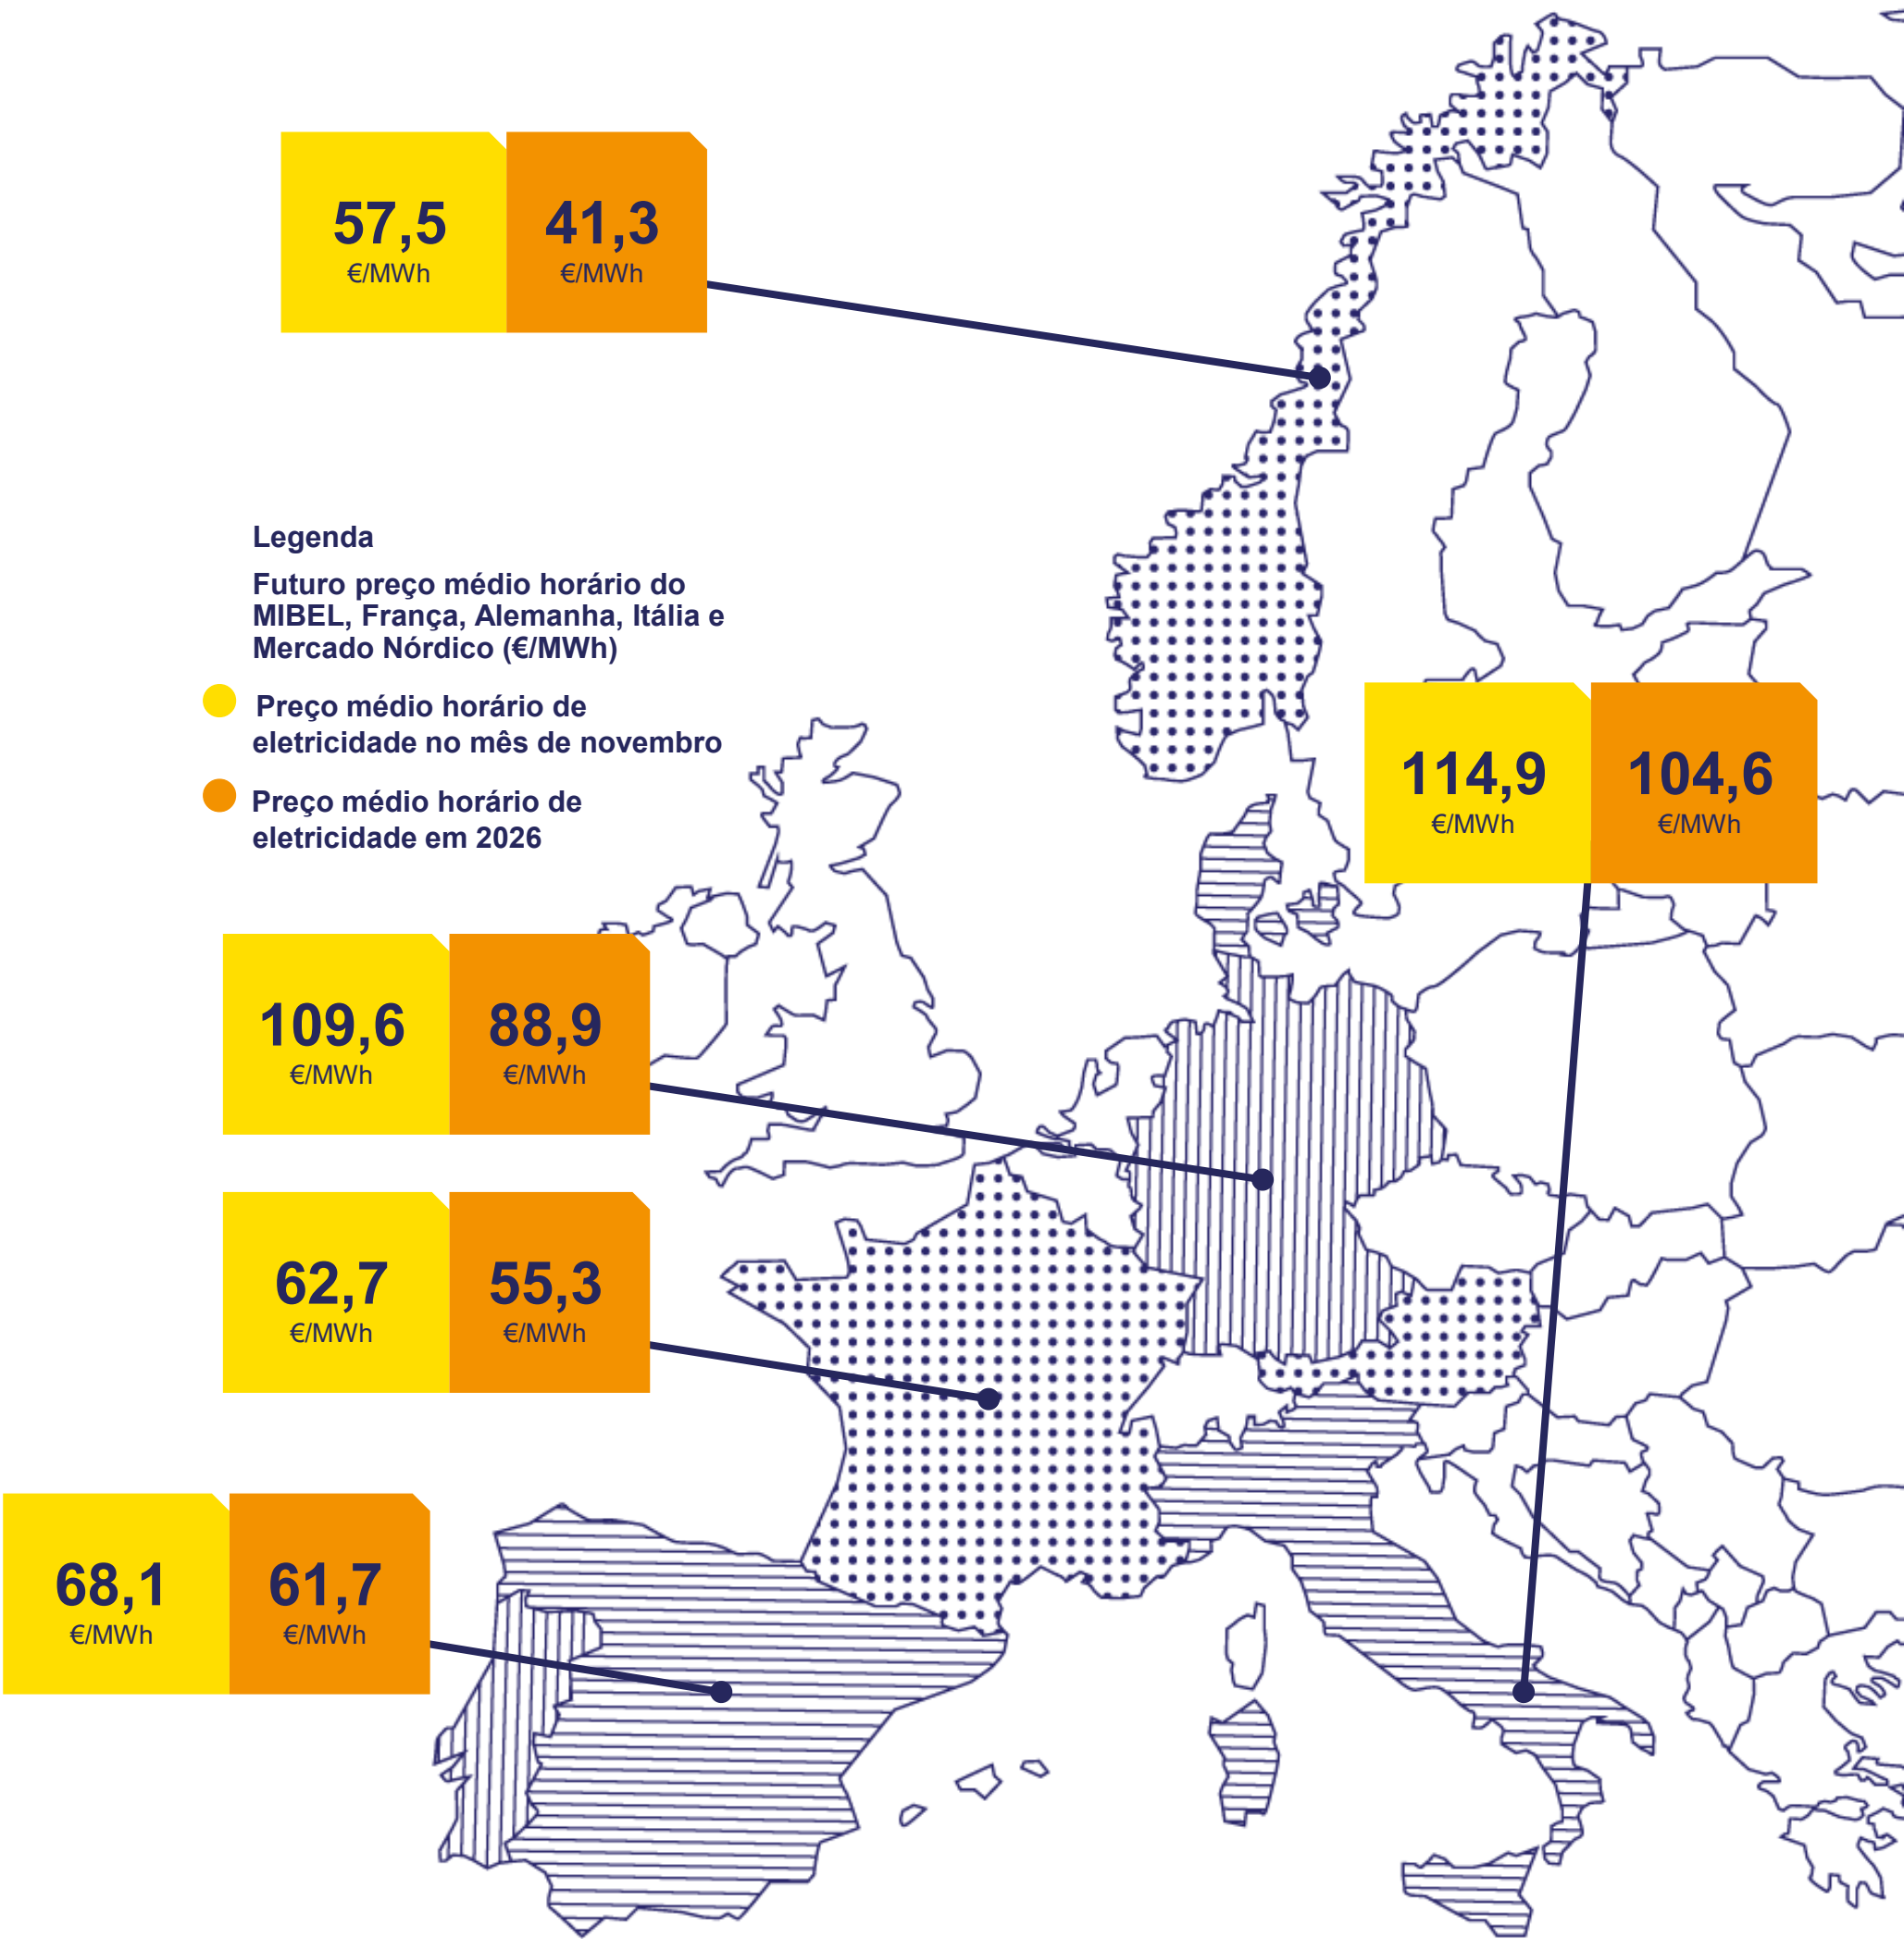 57,5
€/MWh
41,3
€/MWh
Legenda
Futuro preço médio horário do
MIBEL, França, Alemanha, Itália e
Mercado Nórdico (€/MWh)
Preço médio horário de
eletricidade no mês de novembro
Preço médio horário de
eletricidade em 2026
114,9
€/MWh
104,6
€/MWh
109,6
€/MWh
88,9
€/MWh
62,7
€/MWh
55,3
€/MWh
68,1
€/MWh
61,7
€/MWh